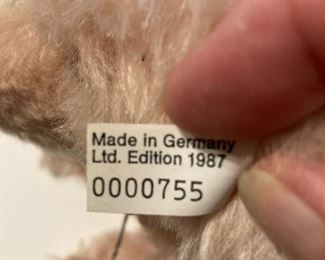 Made in Germany
Ltd. Edition 1987
0000755